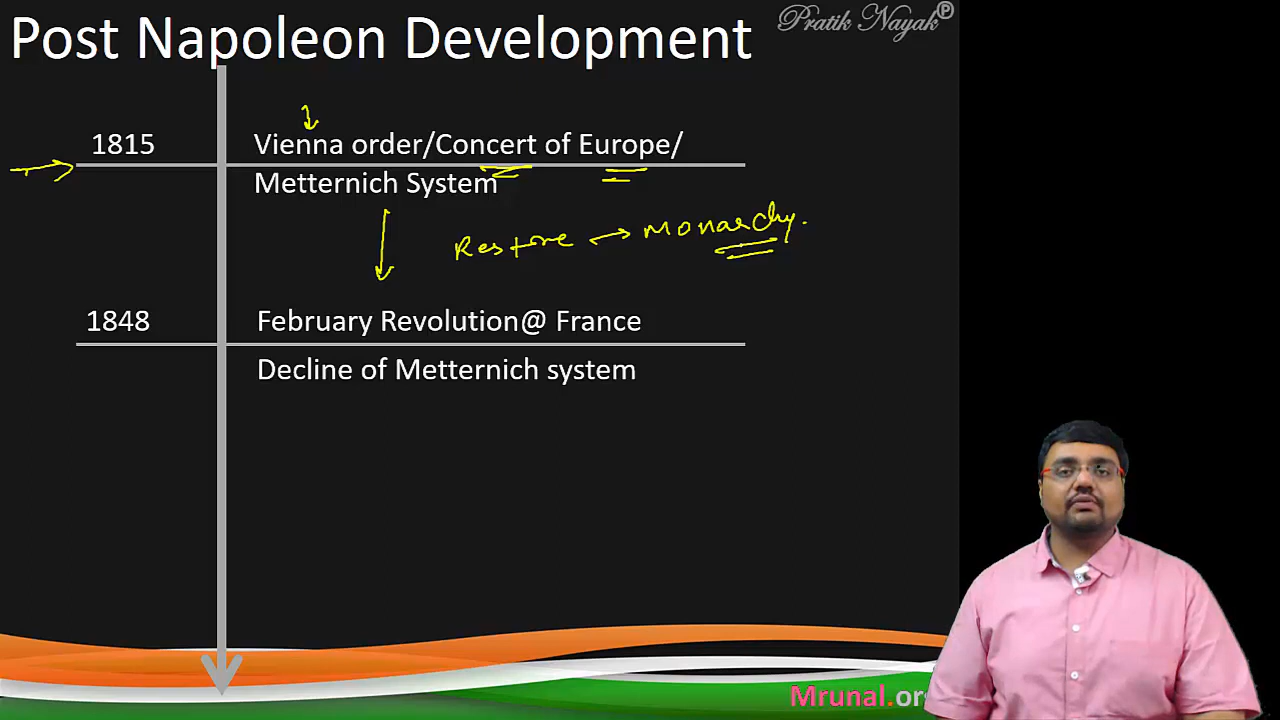 Post Napoleon Development
Pratik Nayak
P
1815
Vienna order/Concert of Europe/
Metternich System
Restore → Monarchy.
1848
February Revolution@ France
Decline of Metternich system
Mrunal.or